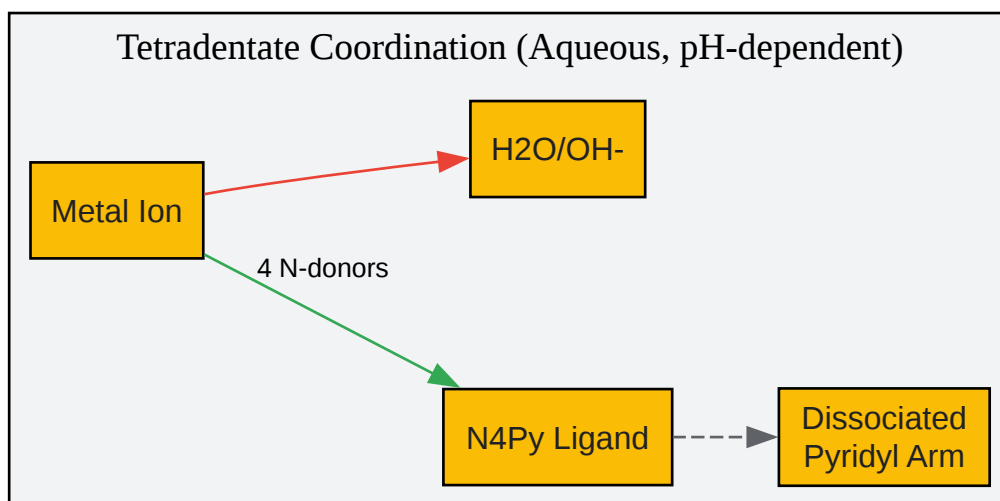 Tetradentate Coordination (Aqueous, pH-dependent)
H2O/OH-
Metal Ion
4 N-donors
N4Py Ligand
Dissociated
Pyridyl Arm